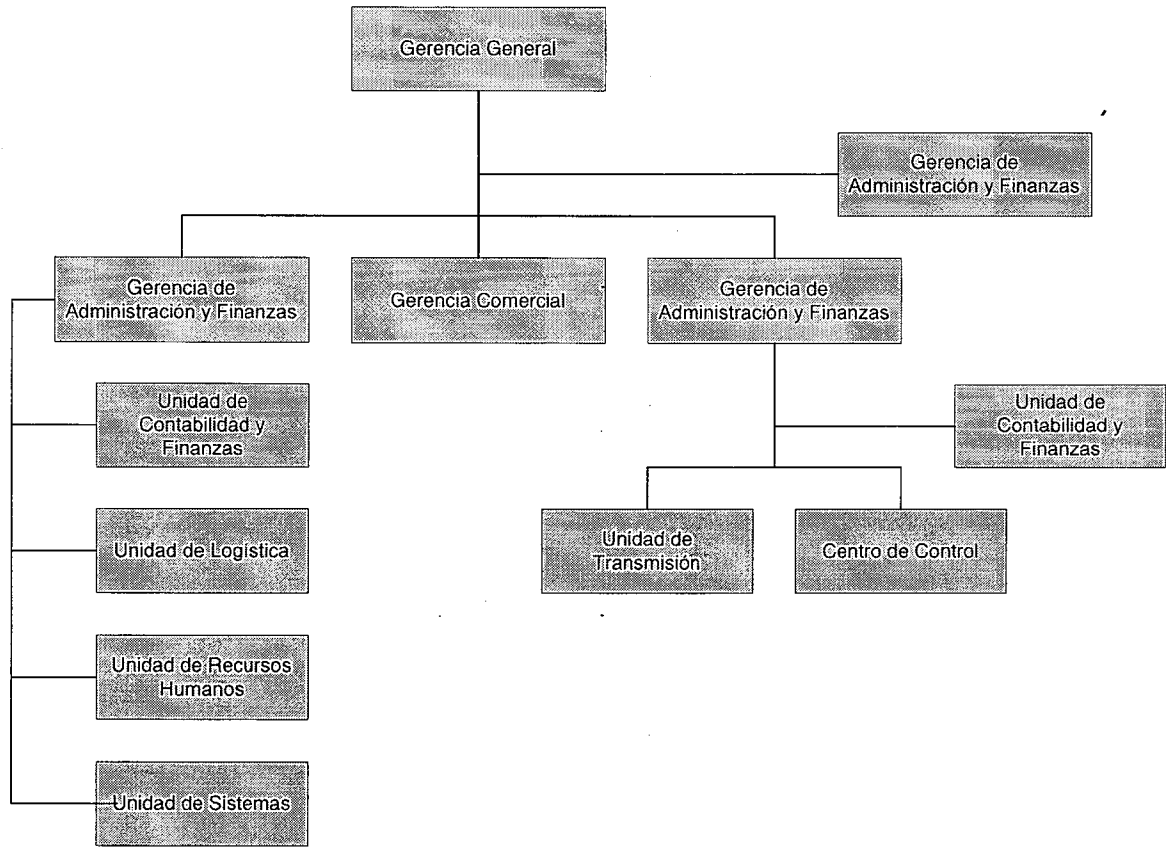 Gerencia General
Gerencia de
Administración y Finanzas
Gerencia de
Administración y Finanzas
Gerencia Comercial
Gerencia de
Administración y Finanzas
Unidad de
Contabilidad y
Finanzas
Unidad de
Contabilidad y
Finanzas
Unidad de Logística
Unidad de
Transmisión
Centro de Control
Unidad de Recursos
Humanos
Unidad de Sistemas